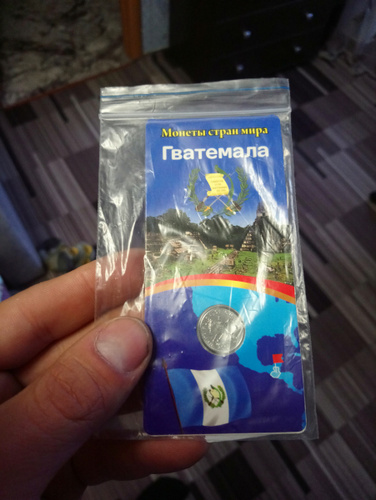 Монеты стран мира
Гватемала